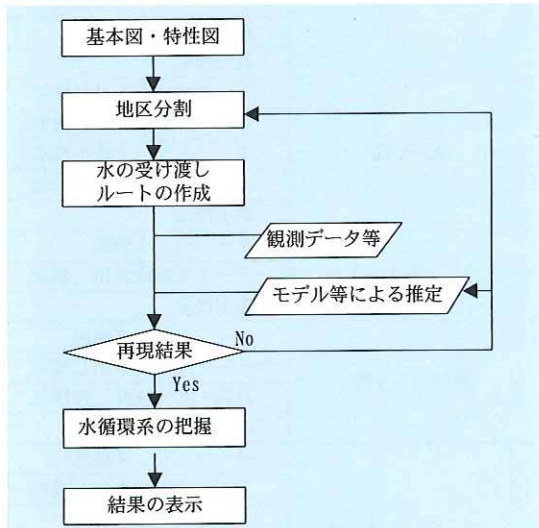 基本図・特性図
地区分割
水の受け渡し
ルートの作成
観測データ等
モデル等による推定
再現結果
No
Yes
水循環系の把握
結果の表示